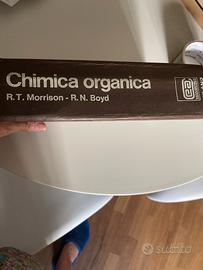 Chimica organica
R.T. Morrison - R.N. Boyd
subito